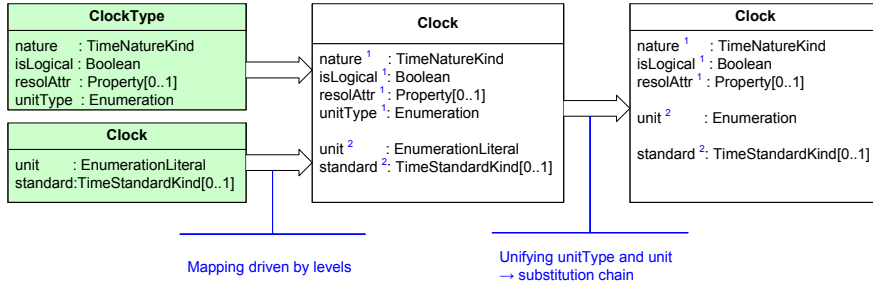 ClockType
nature : TimeNatureKind
isLogical : Boolean
resolAttr : Property[0..1]
unitType : Enumeration
Clock
unit : EnumerationLiteral
standard:TimeStandardKind[0..1]
Clock
nature 1 : TimeNatureKind
isLogical 1: Boolean
resolAttr 1: Property[0..1]
unitType 1: Enumeration
unit 2 : EnumerationLiteral
standard 2: TimeStandardKind[0..1]
Clock
nature 1 : TimeNatureKind
isLogical 1: Boolean
resolAttr 1: Property[0..1]
unit 2 : Enumeration
standard 2: TimeStandardKind[0..1]
Mapping driven by levels
Unifying unitType and unit
→ substitution chain